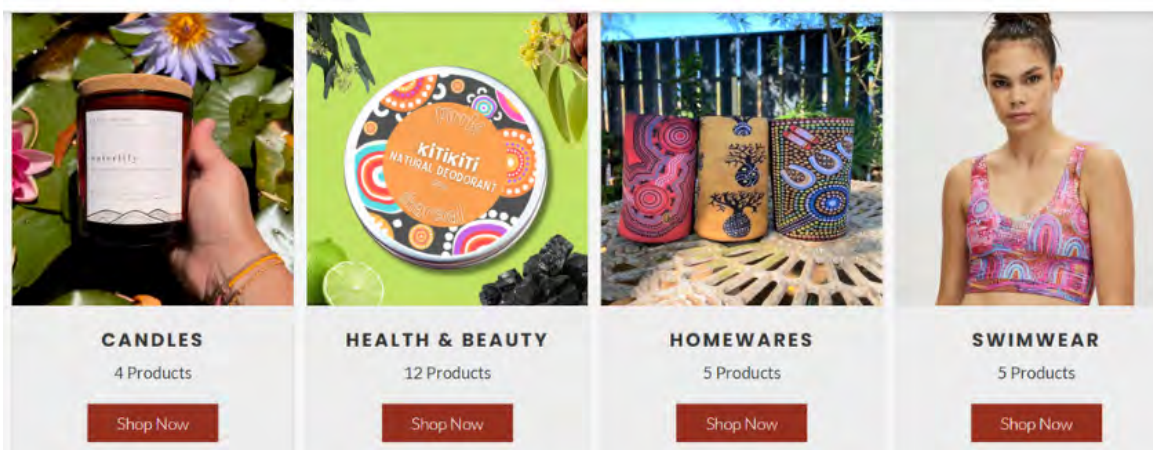 waterlily
KITIKITI
NATURAL DEODORANT
CANDLES
4 Products
Shop Now
HEALTH & BEAUTY
12 Products
Shop Now
HOMEWARES
5 Products
Shop Now
SWIMWEAR
5 Products
Shop Now